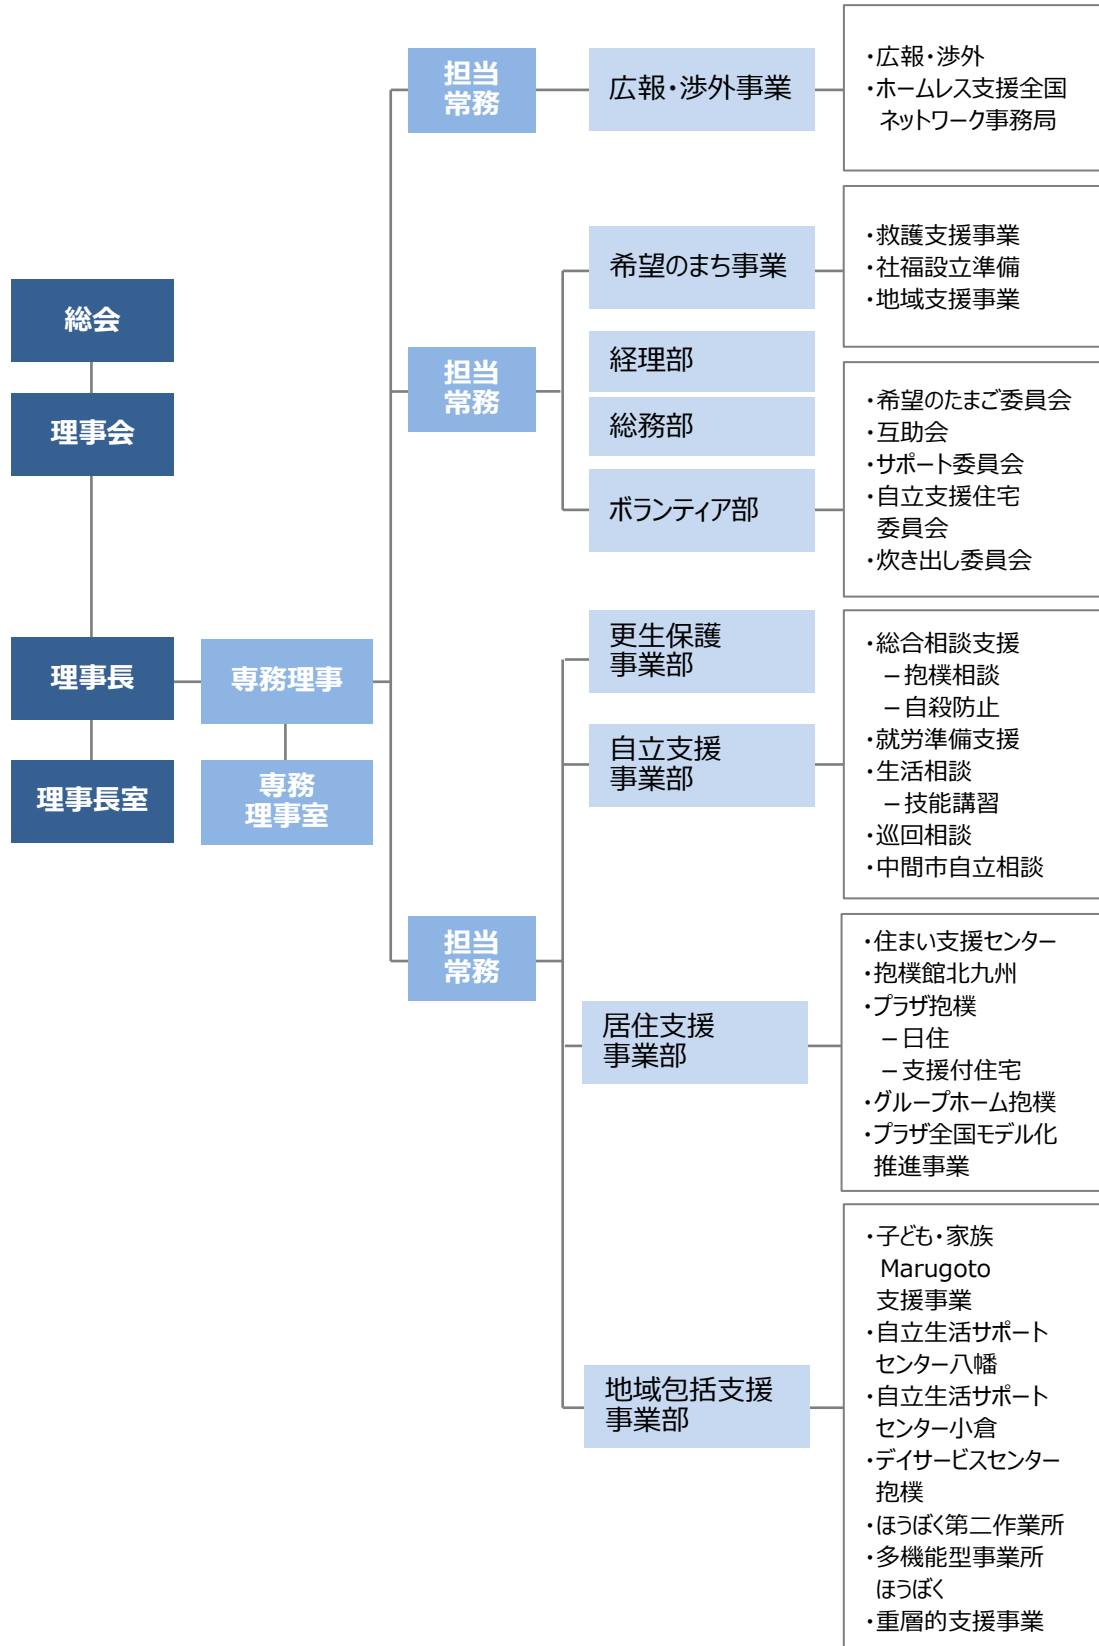 総会
理事会
理事長
理事長室
専務理事
専務
理事室
担当
常務
広報・渉外事業
・広報・渉外
・ホームレス支援全国
ネットワーク事務局
担当
常務
希望のまち事業
・救護支援事業
・社福設立準備
・地域支援事業
経理部
総務部
ボランティア部
・希望のたまご委員会
・互助会
・サポート委員会
・自立支援住宅
委員会
・炊き出し委員会
担当
常務
更生保護
事業部
自立支援
事業部
・総合相談支援
－抱樸相談
－自殺防止
・就労準備支援
・生活相談
－技能講習
・巡回相談
・中間市自立相談
居住支援
事業部
・住まい支援センター
・抱樸館北九州
・プラザ抱樸
－日住
－支援付住宅
・グループホーム抱樸
・プラザ全国モデル化
推進事業
地域包括支援
事業部
・子ども・家族
Marugoto
支援事業
・自立生活サポート
センター八幡
・自立生活サポート
センター小倉
・デイサービスセンター
抱樸
・ほうぼく第二作業所
・多機能型事業所
ほうぼく
・重層的支援事業